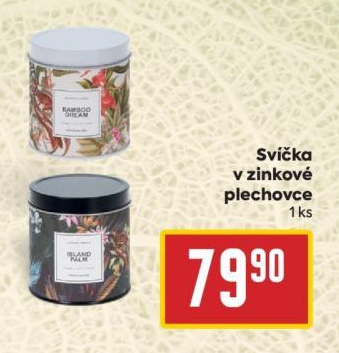 BAMBOO
DREAM
ISLAND
PALM
Svíčka
v zinkové
plechovce
1 ks
79 90